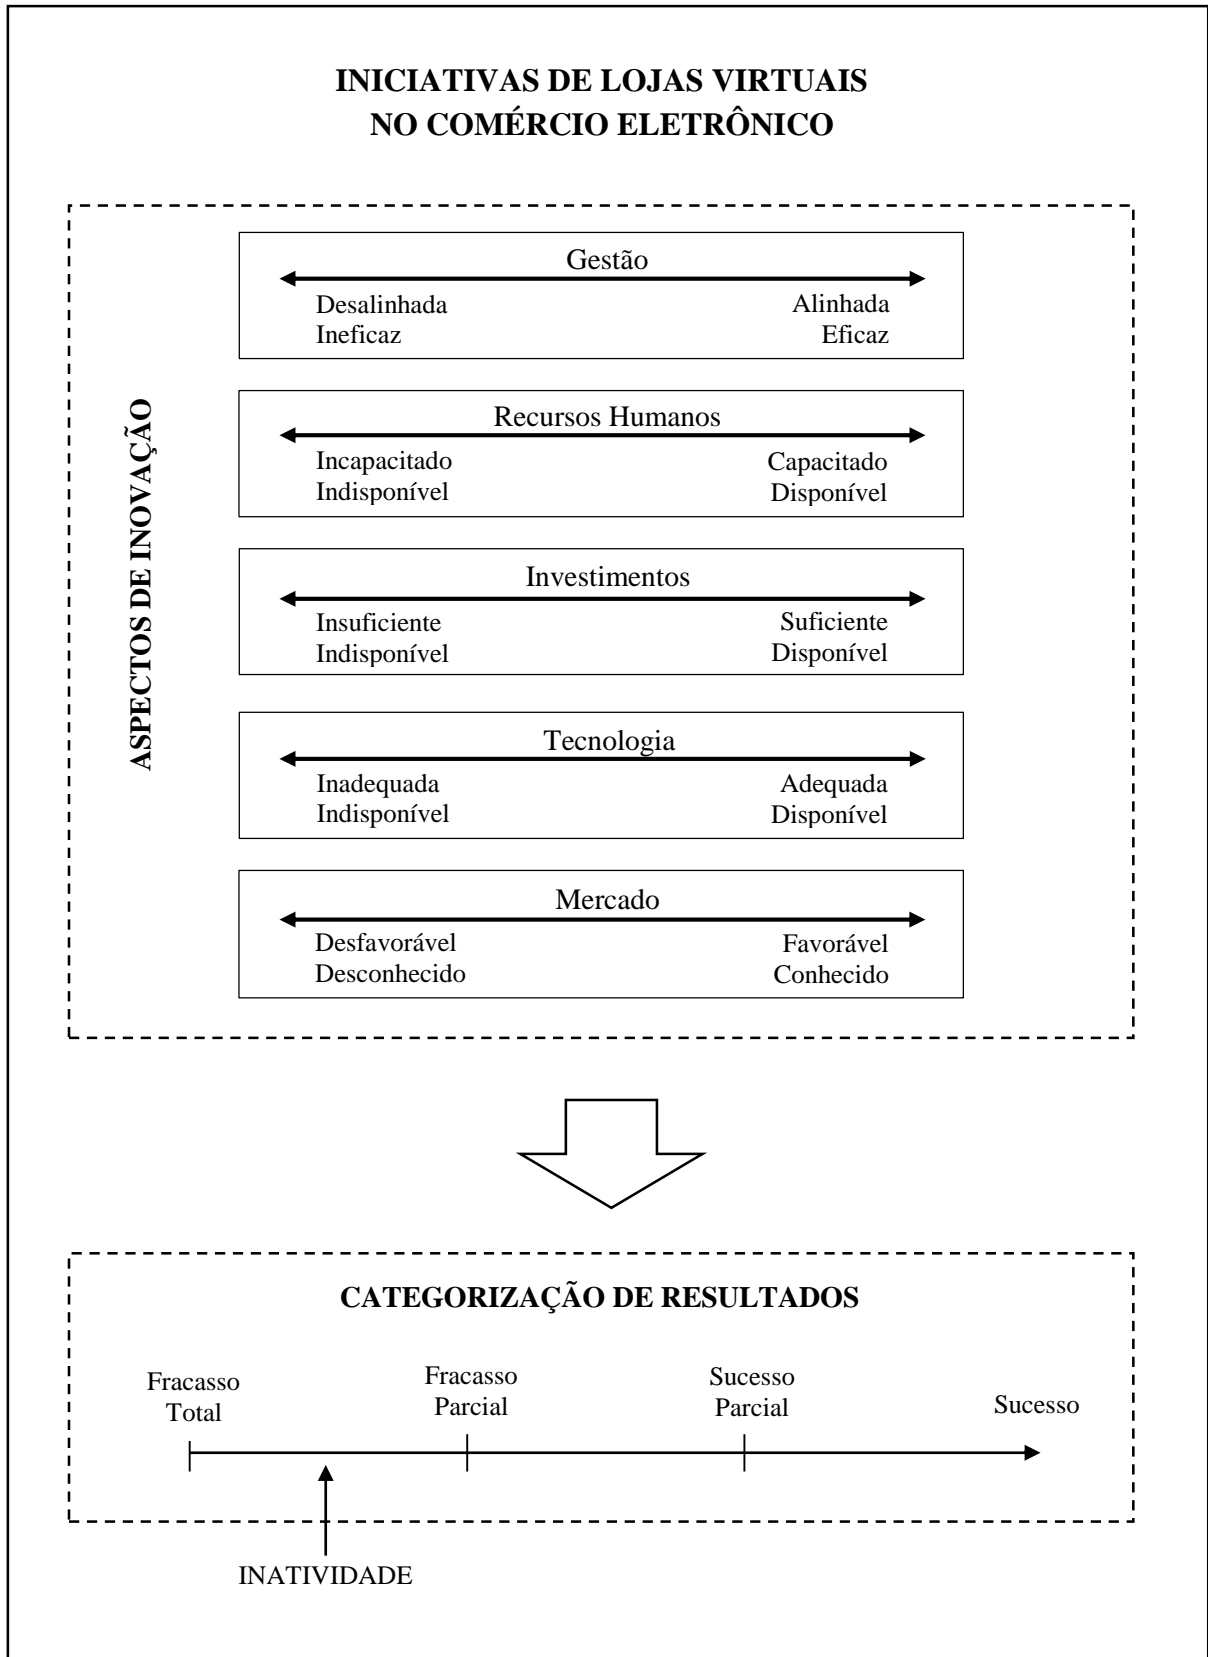 INICIATIVAS DE LOJAS VIRTUAIS
NO COMÉRCIO ELETRÔNICO
ASPECTOS DE INOVAÇÃO
Gestão
Desalinhada
Ineficaz
Alinhada
Eficaz
Recursos Humanos
Incapacitado
Indisponível
Capacitado
Disponível
Investimentos
Insuficiente
Indisponível
Suficiente
Disponível
Tecnologia
Inadequada
Indisponível
Adequada
Disponível
Mercado
Desfavorável
Desconhecido
Favorável
Conhecido
CATEGORIZAÇÃO DE RESULTADOS
Fracasso
Total
Fracasso
Parcial
Sucesso
Parcial
Sucesso
INATIVIDADE